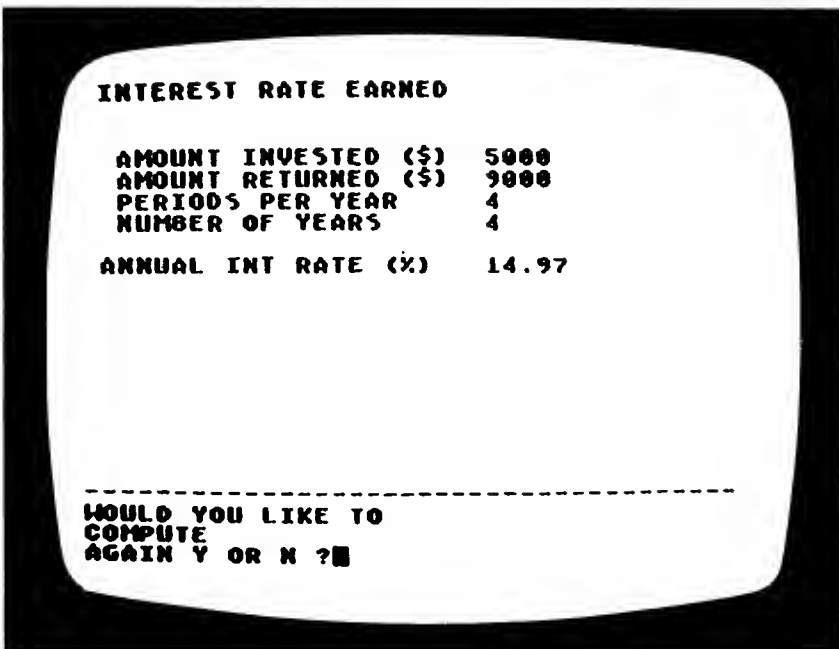 INTEREST RATE EARNED
AMOUNT INVESTED ($) 5000
AMOUNT RETURNED ($) 9000
PERIODS PER YEAR 4
NUMBER OF YEARS 4
ANNUAL INT RATE (%) 14.97
----------------------------------------
WOULD YOU LIKE TO
COMPUTE
AGAIN Y OR N ?